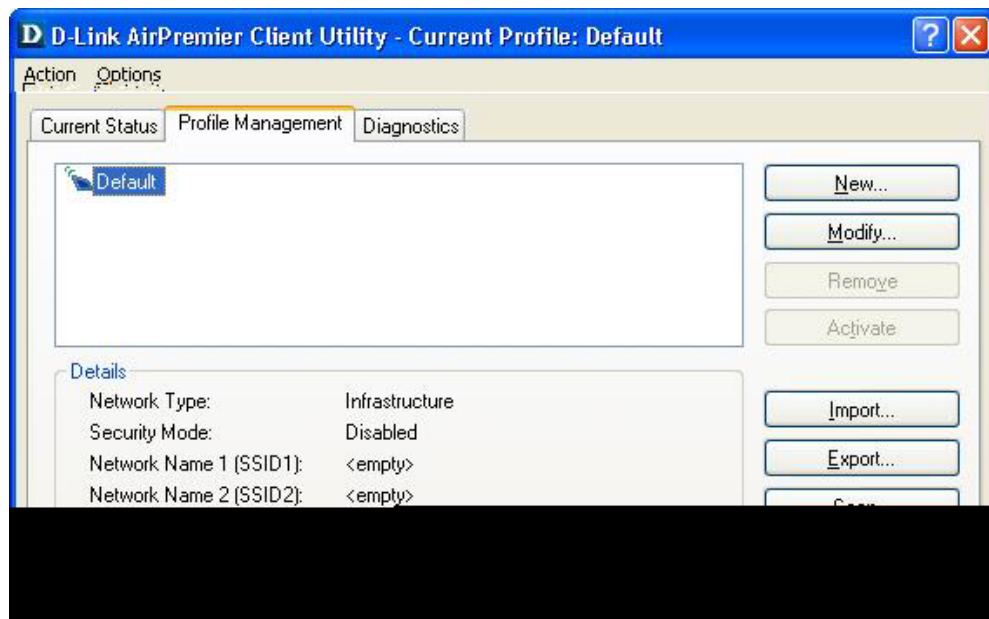 D D-Link AirPremier Client Utility - Current Profile: Default
Action Options
Current Status Profile Management Diagnostics
Default
New...
Modify...
Remove
Activate
Details
Network Type: Infrastructure
Security Mode: Disabled
Network Name 1 (SSID1): <empty>
Network Name 2 (SSID2): <empty>
Import...
Export...